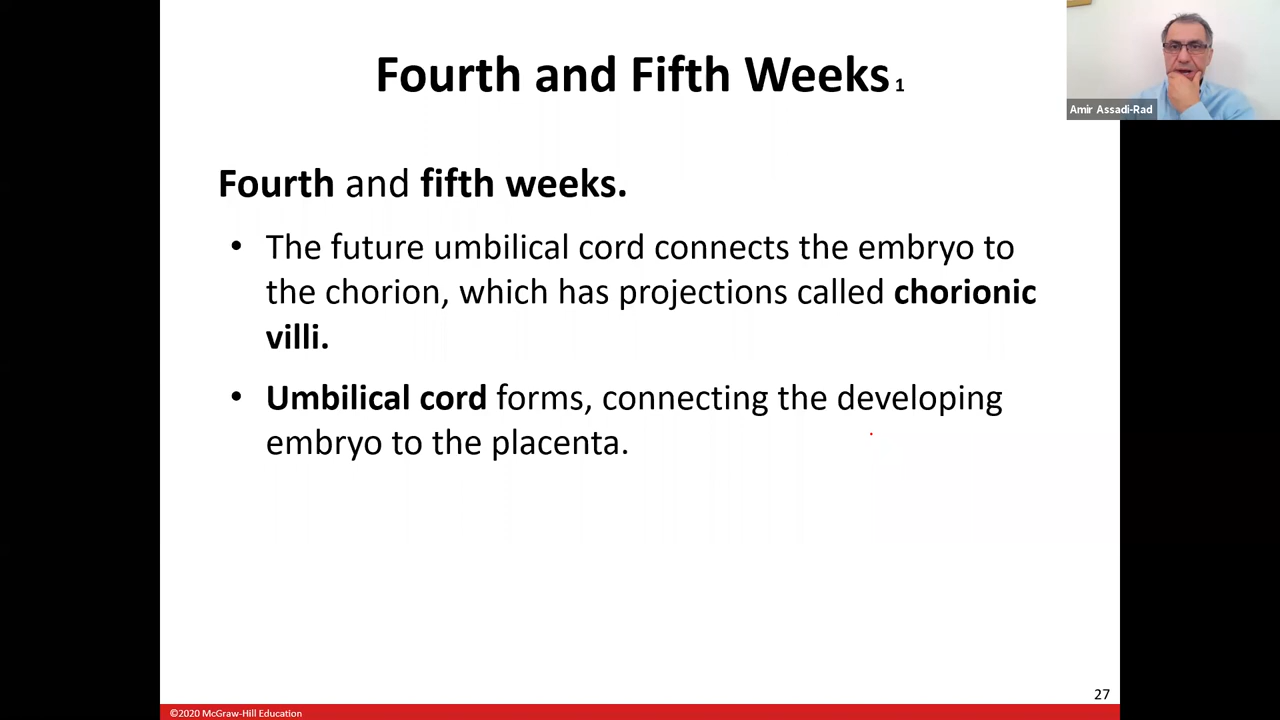 Fourth and Fifth Weeks 1
Amir Assadi-Rad
Fourth and fifth weeks.
• The future umbilical cord connects the embryo to
the chorion, which has projections called chorionic
villi.
• Umbilical cord forms, connecting the developing
embryo to the placenta.
27
©2020 McGraw-Hill Education